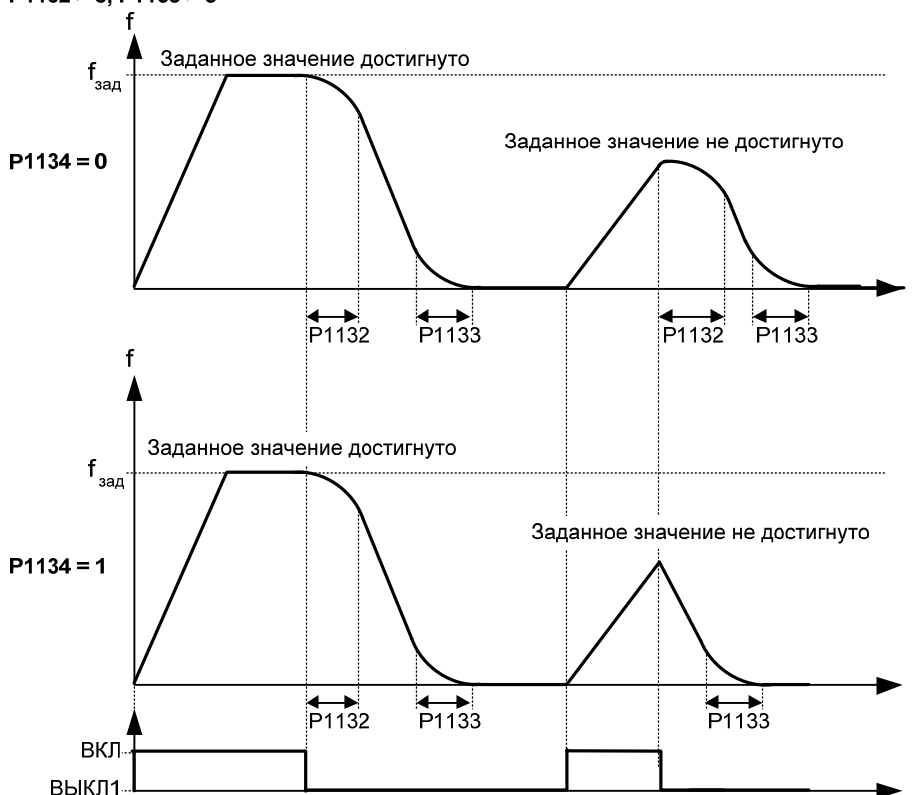 f
Заданное значение достигнуто
fзад
Заданное значение не достигнуто
P1134 = 0
P1132
P1133
P1132
P1133
f
Заданное значение достигнуто
f зад
Заданное значение не достигнуто
P1134 = 1
P1132
P1133
P1133
ВКЛ
ВЫКЛ1